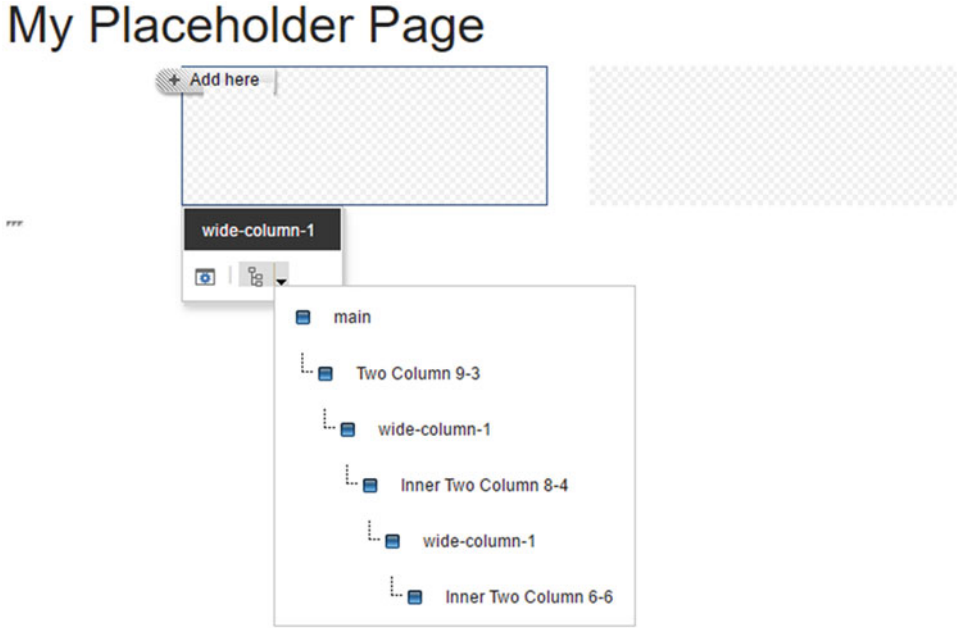 My Placeholder Page
+ Add here
wide-column-1
main
Two Column 9-3
wide-column-1
Inner Two Column 8-4
wide-column-1
Inner Two Column 6-6